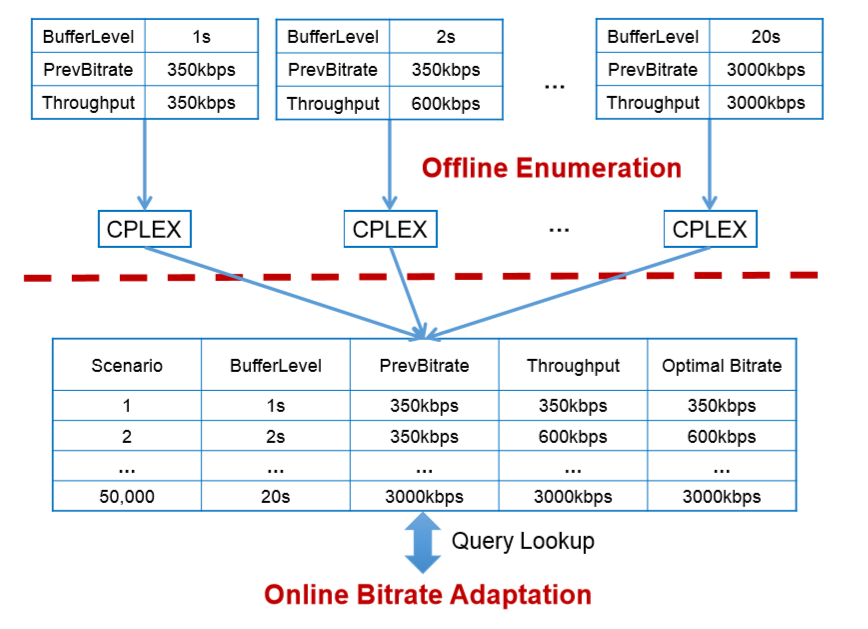 BufferLevel 1s BufferLevel 2s BufferLevel 20s
PrevBitrate 350kbps PrevBitrate 350kbps ... PrevBitrate 3000kbps
Throughput 350kbps Throughput 600kbps Throughput 3000kbps
Offline Enumeration
CPLEX CPLEX ... CPLEX
Scenario BufferLevel PrevBitrate Throughput Optimal Bitrate
1 1s 350kbps 350kbps 350kbps
2 2s 350kbps 600kbps 600kbps
... ... ... ... ...
50,000 20s 3000kbps 3000kbps 3000kbps
Query Lookup
Online Bitrate Adaptation